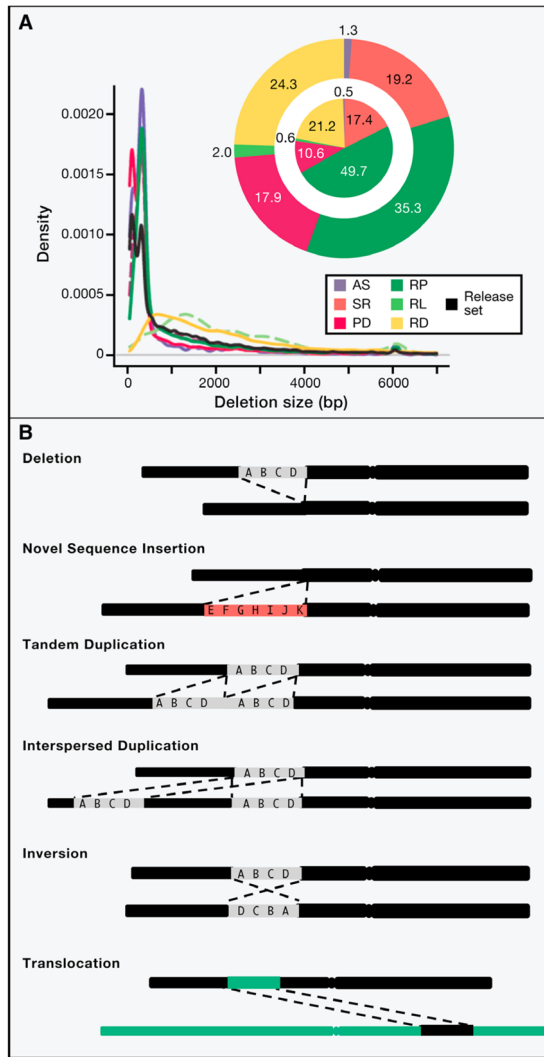 A
1.3
19.2
24.3
0.5
17.4
21.2
0.6
2.0
10.6
49.7
17.9
35.3
0.0020
0.0015
0.0010
0.0005
0
Density
0 2000 4000 6000
Deletion size (bp)
AS RP
SR RL
PD RD
Release
set
B
Deletion
A B C D
Novel Sequence Insertion
E F G H I J K
Tandem Duplication
A B C D
A B C D A B C D
Interspersed Duplication
A B C D
A B C D A B C D
Inversion
A B C D
D C B A
Translocation